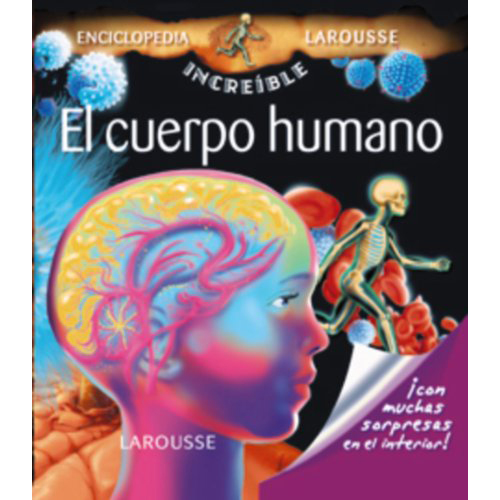 ENCICLOPEDIA LAROUSSE
INCREÍBLE
El cuerpo humano
¡con
muchas
sorpresas
en el interior!
LAROUSSE